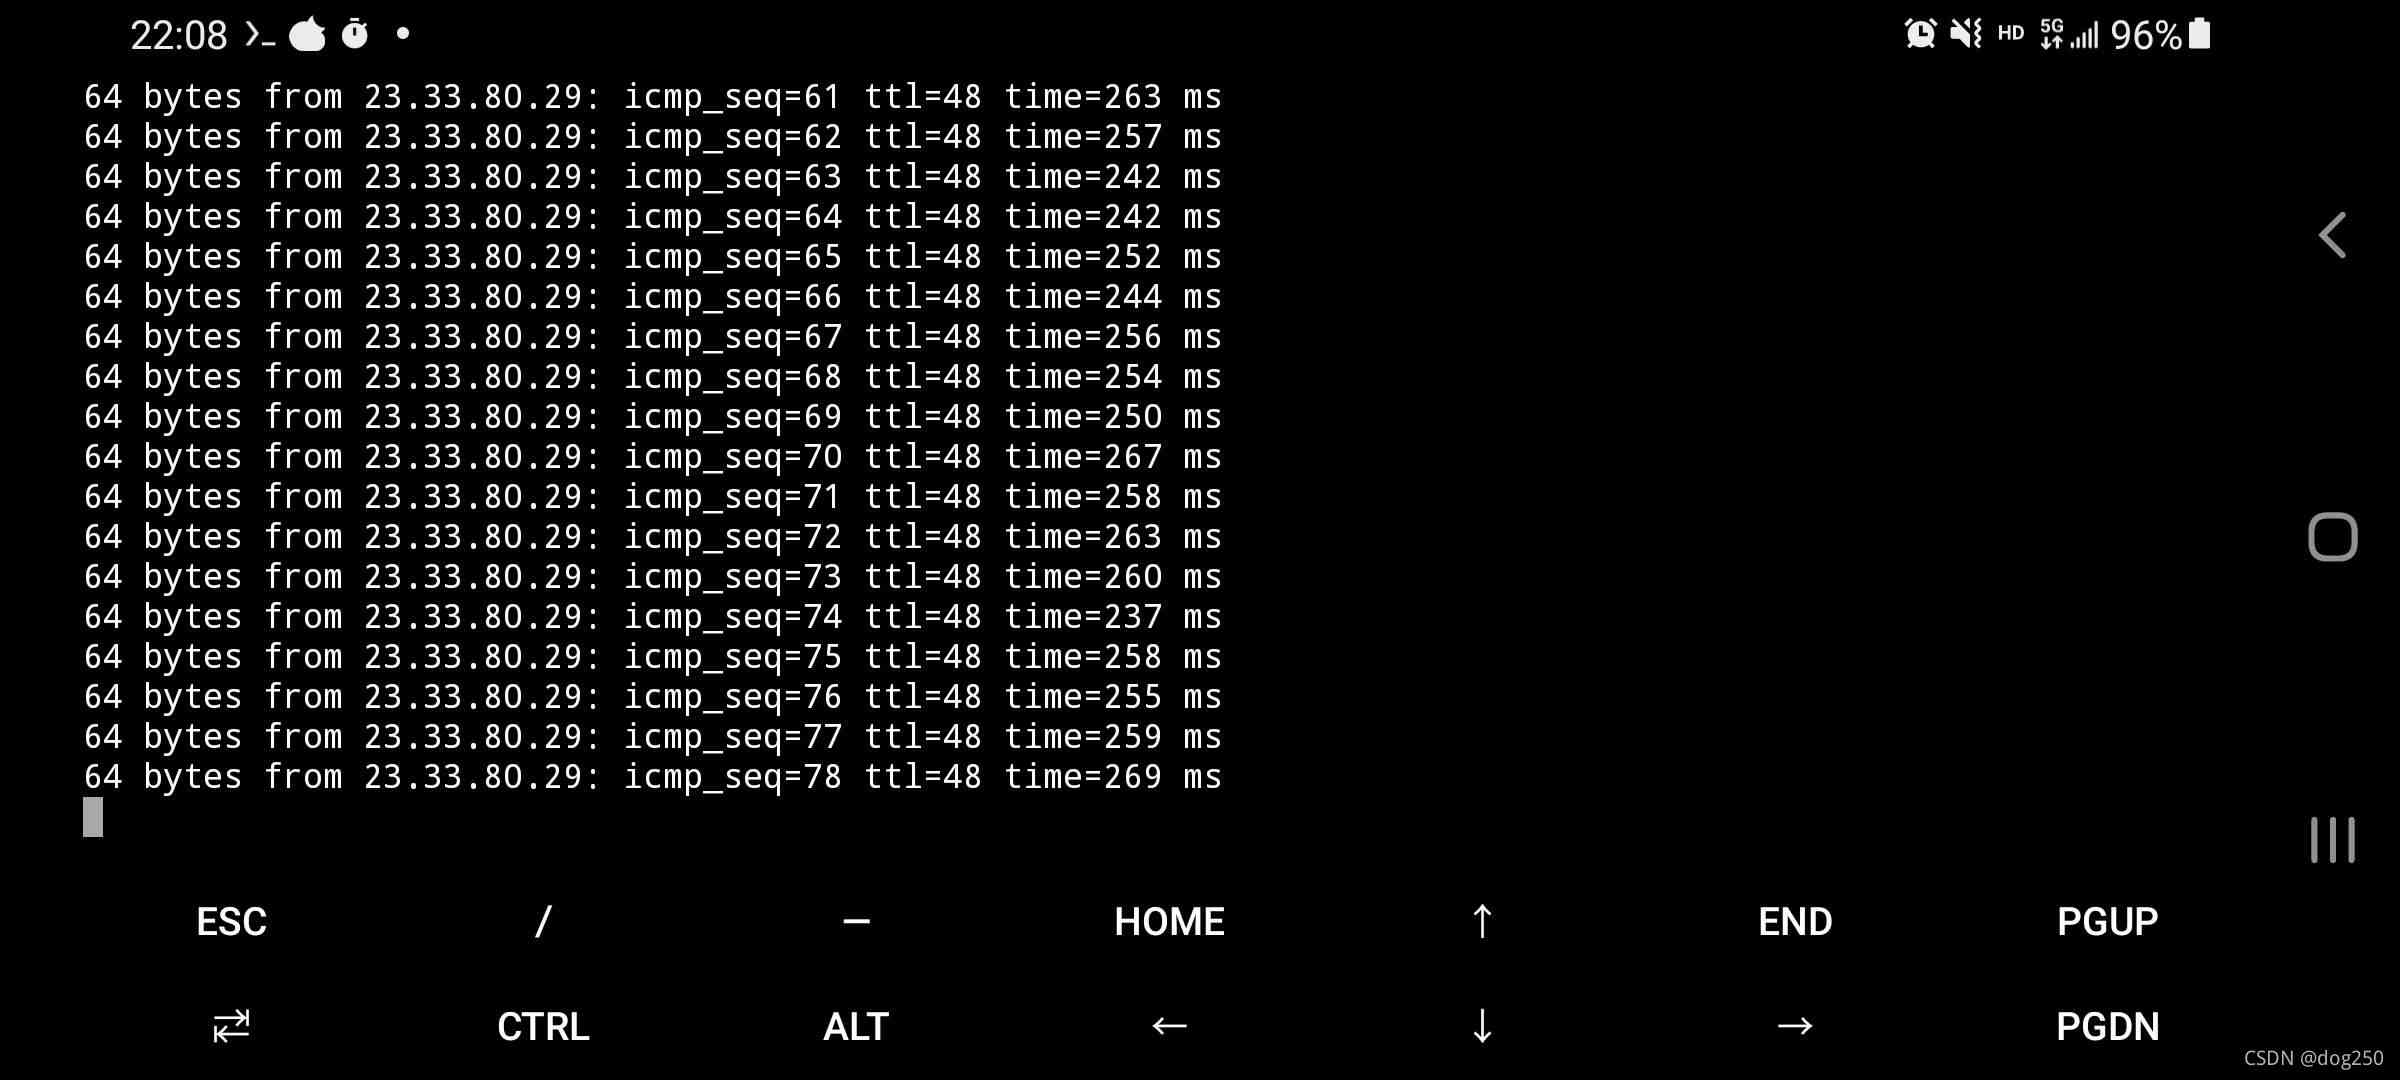 22:08
HD 5G 96%
64 bytes from 23.33.80.29: icmp_seq=61 ttl=48 time=263 ms
64 bytes from 23.33.80.29: icmp_seq=62 ttl=48 time=257 ms
64 bytes from 23.33.80.29: icmp_seq=63 ttl=48 time=242 ms
64 bytes from 23.33.80.29: icmp_seq=64 ttl=48 time=242 ms
64 bytes from 23.33.80.29: icmp_seq=65 ttl=48 time=252 ms
64 bytes from 23.33.80.29: icmp_seq=66 ttl=48 time=244 ms
64 bytes from 23.33.80.29: icmp_seq=67 ttl=48 time=256 ms
64 bytes from 23.33.80.29: icmp_seq=68 ttl=48 time=254 ms
64 bytes from 23.33.80.29: icmp_seq=69 ttl=48 time=250 ms
64 bytes from 23.33.80.29: icmp_seq=70 ttl=48 time=267 ms
64 bytes from 23.33.80.29: icmp_seq=71 ttl=48 time=258 ms
64 bytes from 23.33.80.29: icmp_seq=72 ttl=48 time=263 ms
64 bytes from 23.33.80.29: icmp_seq=73 ttl=48 time=260 ms
64 bytes from 23.33.80.29: icmp_seq=74 ttl=48 time=237 ms
64 bytes from 23.33.80.29: icmp_seq=75 ttl=48 time=258 ms
64 bytes from 23.33.80.29: icmp_seq=76 ttl=48 time=255 ms
64 bytes from 23.33.80.29: icmp_seq=77 ttl=48 time=259 ms
64 bytes from 23.33.80.29: icmp_seq=78 ttl=48 time=269 ms
ESC / — HOME ↑ END PGUP
CTRL ALT ← ↓ → PGDN
CSDN @dog250